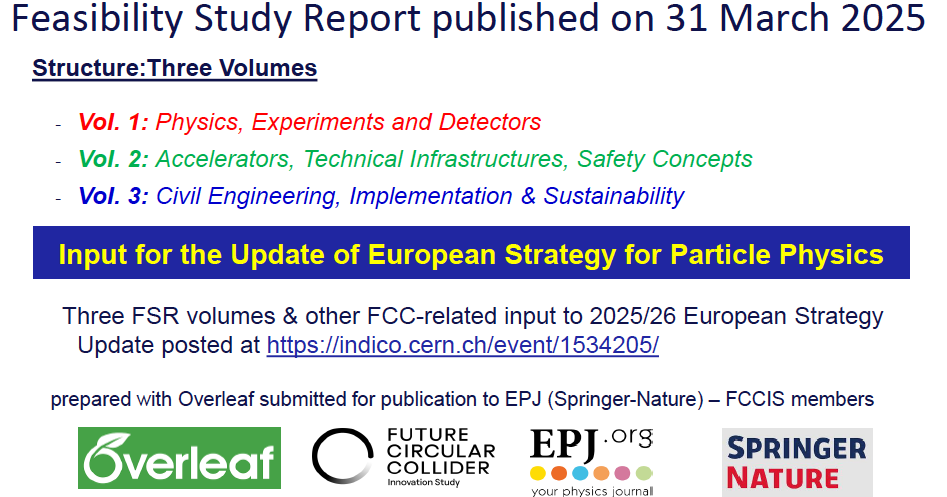 Feasibility Study Report published on 31 March 2025
Structure:Three Volumes
- Vol. 1: Physics, Experiments and Detectors
- Vol. 2: Accelerators, Technical Infrastructures, Safety Concepts
- Vol. 3: Civil Engineering, Implementation & Sustainability
Input for the Update of European Strategy for Particle Physics
Three FSR volumes & other FCC-related input to 2025/26 European Strategy
Update posted at https://indico.cern.ch/event/1534205/
prepared with Overleaf submitted for publication to EPJ (Springer-Nature) – FCCIS members
Overleaf
FUTURE
CIRCULAR
COLLIDER
Innovation Study
EPJ.org
your physics journal
SPRINGER
NATURE